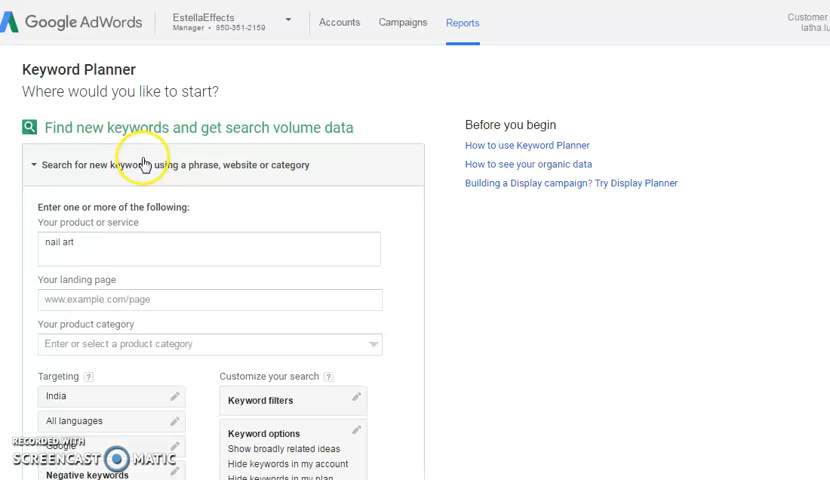 Google AdWords
EstellaEffects
Manager • 850-351-2159
Accounts
Campaigns
Reports
Customer
latha.lu
Keyword Planner
Where would you like to start?
Find new keywords and get search volume data
Search for new keywords using a phrase, website or category
Enter one or more of the following:
Your product or service
nail art
Your landing page
www.example.com/page
Your product category
Enter or select a product category
Targeting ?
India
All languages
Google
Negative keywords
Customize your search ?
Keyword filters
Keyword options
Show broadly related ideas
Hide keywords in my account
Hide keywords in my plan
Before you begin
How to use Keyword Planner
How to see your organic data
Building a Display campaign? Try Display Planner
RECORDED WITH
SCREENCAST MATIC